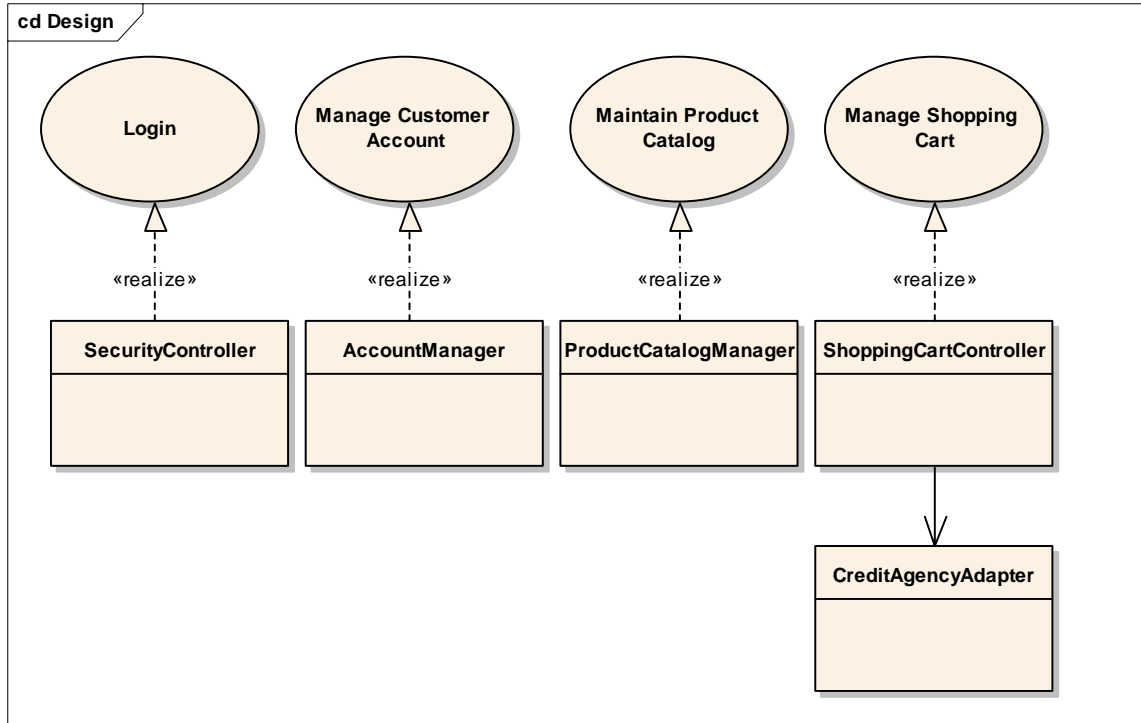 cd Design
Login
Manage Customer
Account
Maintain Product
Catalog
Manage Shopping
Cart
«realize»
«realize»
«realize»
«realize»
SecurityController
AccountManager
ProductCatalogManager
ShoppingCartController
CreditAgencyAdapter